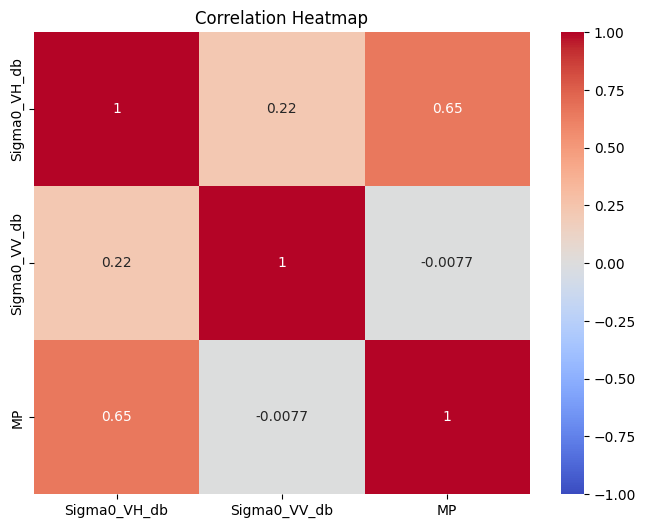 Correlation Heatmap
Sigma0_VH_db
1
0.22
0.65
Sigma0_VV_db
0.22
1
-0.0077
MP
0.65
-0.0077
1
Sigma0_VH_db
Sigma0_VV_db
MP
1.00
0.75
0.50
0.25
0.00
−0.25
−0.50
−0.75
−1.00